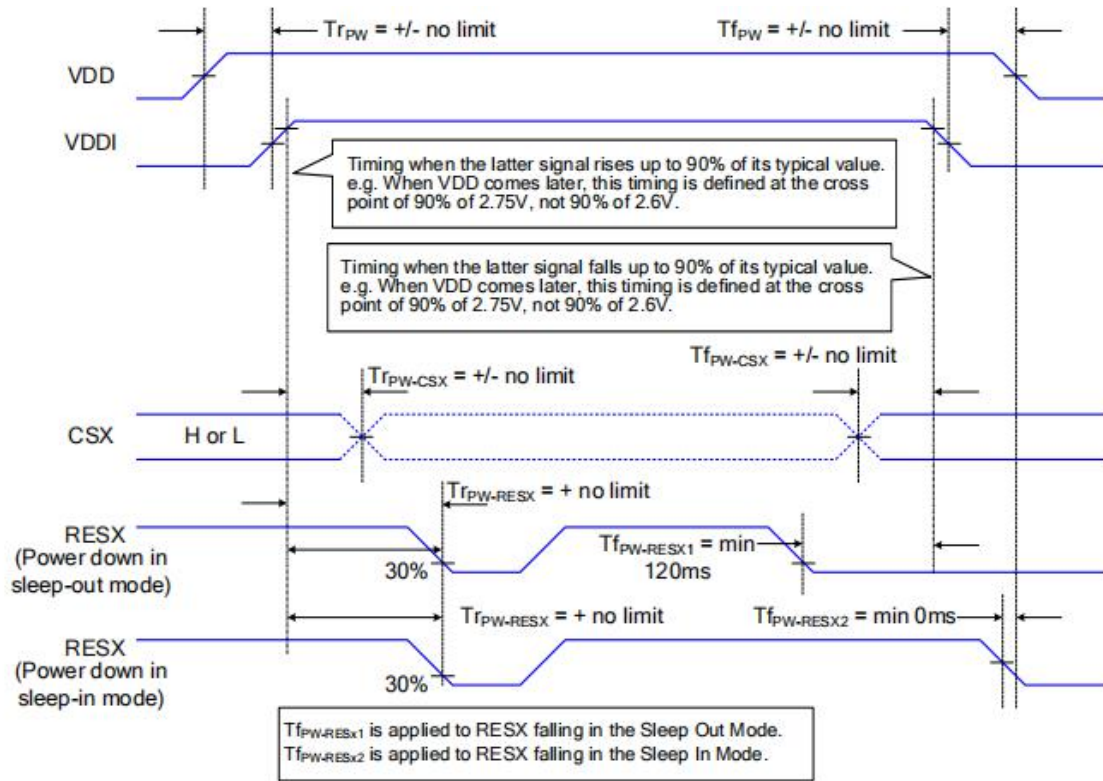 TrPW = +/- no limit
TfPW = +/- no limit
VDD
VDDI
Timing when the latter signal rises up to 90% of its typical value.
e.g. When VDD comes later, this timing is defined at the cross
point of 90% of 2.75V, not 90% of 2.6V.
Timing when the latter signal falls up to 90% of its typical value.
e.g. When VDD comes later, this timing is defined at the cross
point of 90% of 2.75V, not 90% of 2.6V.
TrPW-CSX = +/- no limit
TfPW-CSX = +/- no limit
CSX
H or L
TrPW-RESX = + no limit
RESX
(Power down in
sleep-out mode)
30%
TfPW-RESX1 = min
120ms
TrPW-RESX = + no limit
TfPW-RESX2 = min 0ms
RESX
(Power down in
sleep-in mode)
30%
TfPW-RESx1 is applied to RESX falling in the Sleep Out Mode.
TfPW-RESx2 is applied to RESX falling in the Sleep In Mode.